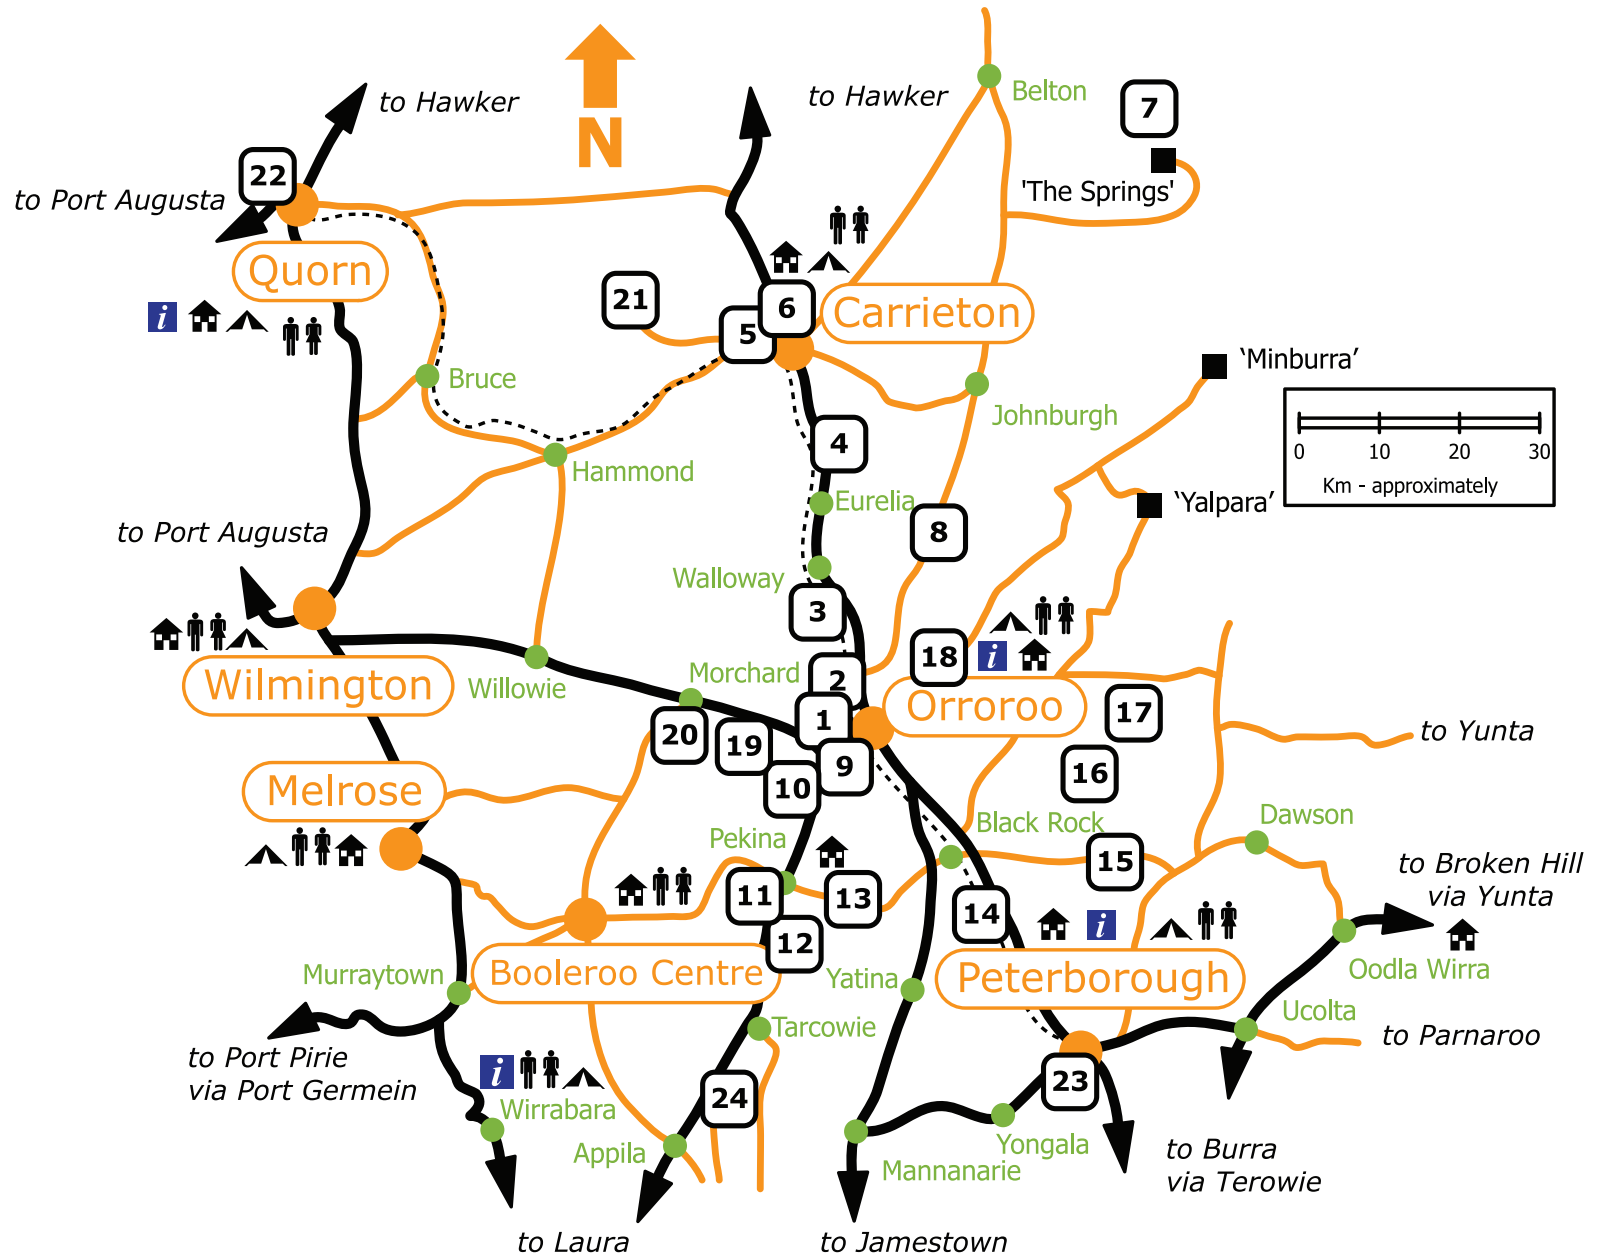 Belton
7
to Hawker
to Hawker
N
22
to Port Augusta
'The Springs'
Quorn
21
6
5
Carrieton
i
Bruce
'Minburra'
Johnburgh
0 10 20 30
Km - approximately
4
Hammond
Eurelia
'Yalpara'
8
to Port Augusta
Walloway
3
18
i
Wilmington
Willowie
Morchard
2
1
Orroroo
17
20
19
9
to Yunta
16
10
Melrose
Pekina
Black Rock
Dawson
15
to Broken Hill
via Yunta
11
13
14
i
12
Booleroo Centre
Murraytown
Yatina
Peterborough
Oodla Wirra
Ucolta
Tarcowie
to Parnaroo
to Port Pirie
via Port Germein
i
Wirrabara
24
23
Appila
Yongala
Mannanarie
to Burra
via Terowie
to Laura
to Jamestown